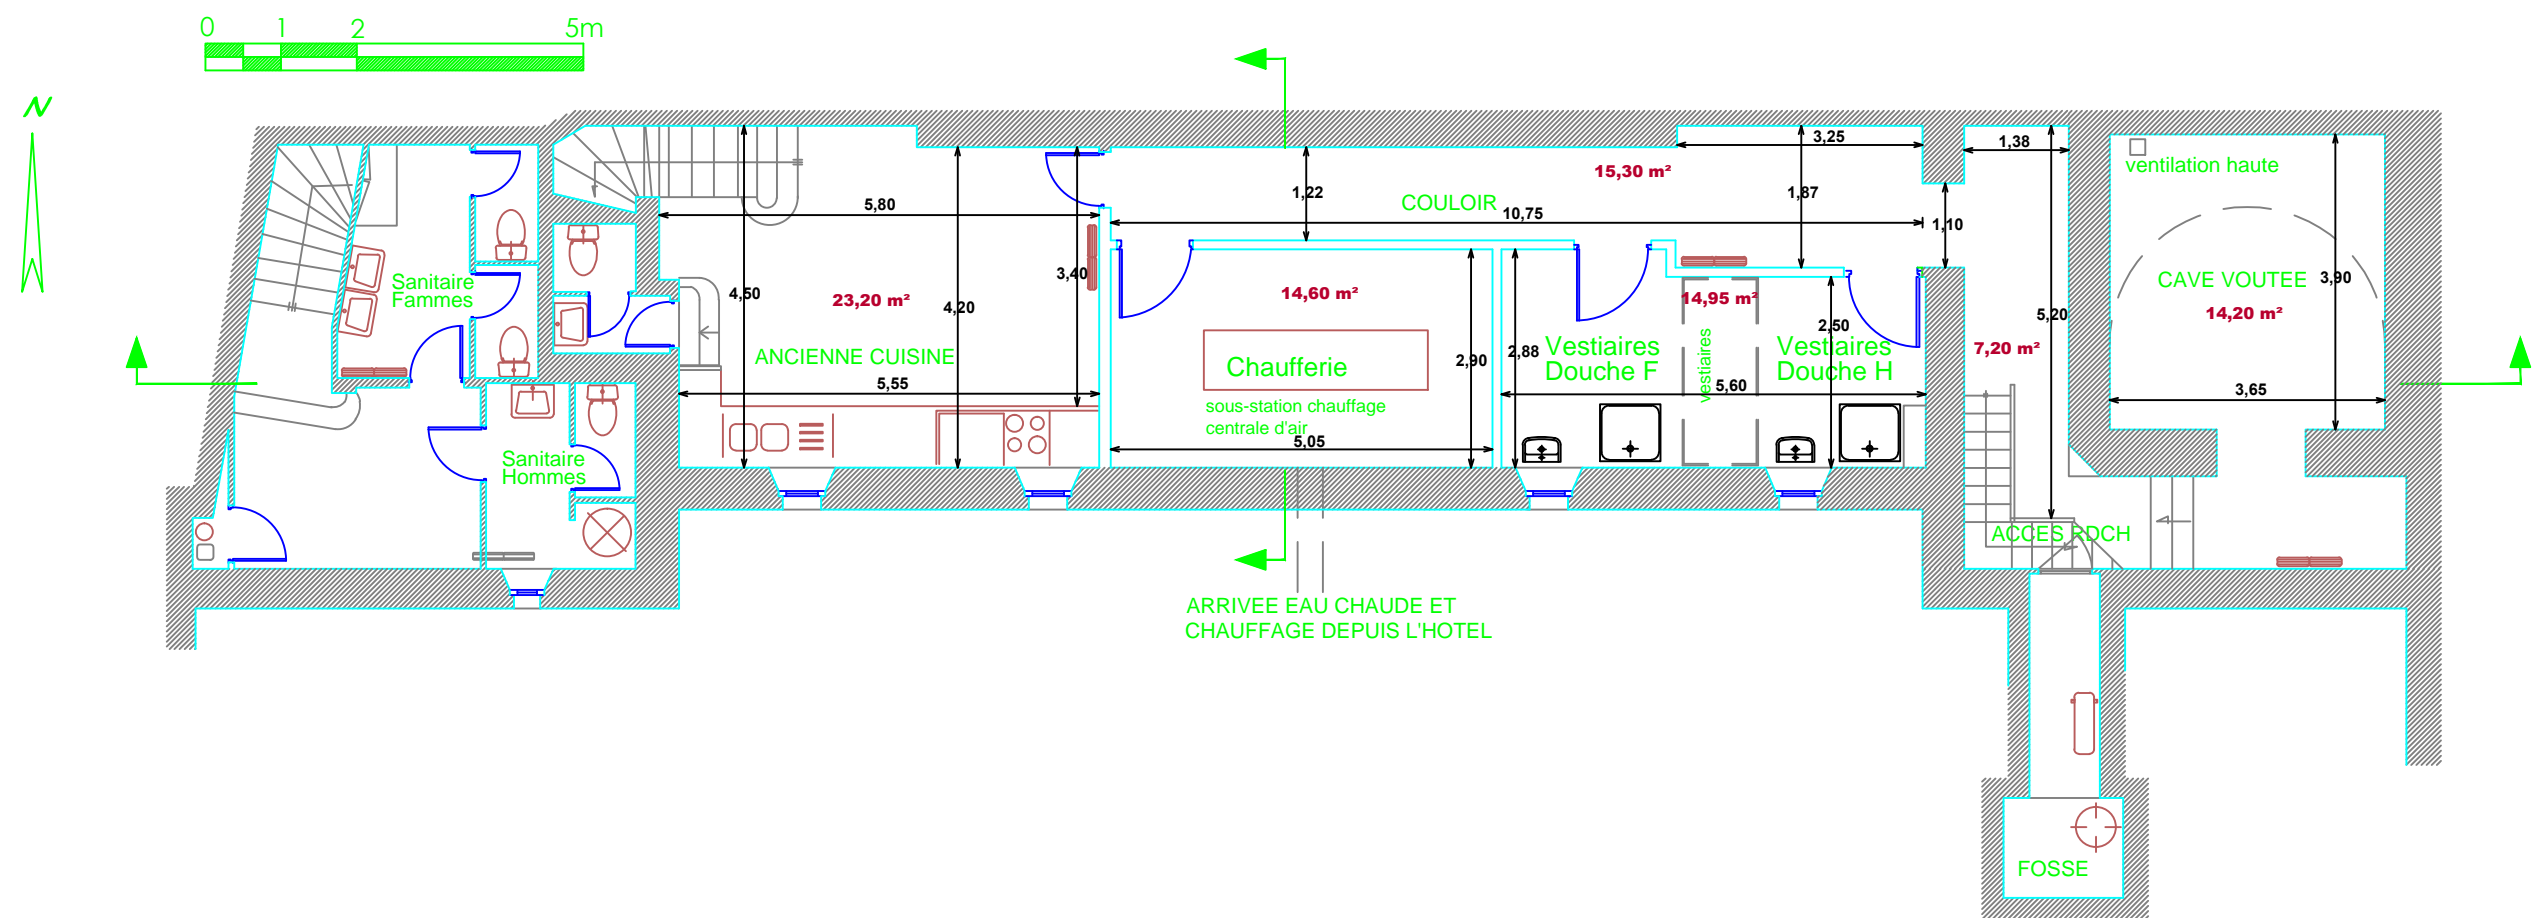 0 1 2 5m
N
3,25
1,38
ventilation haute
15,30 m²
1,22
1,87
COULOIR
5,80
10,75
1,10
Sanitaire
Fammes
3,40
CAVE VOUTEE
3,90
4,50
23,20 m²
4,20
14,60 m²
14,95 m²
2,50
5,20
14,20 m²
ANCIENNE CUISINE
Chaufferie
2,90
2,88
Vestiaires
Douche F
vestiaires
Vestiaires
Douche H
7,20 m²
5,55
5,60
3,65
sous-station chauffage
centrale d'air
5,05
Sanitaire
Hommes
ACCES RDCH
ARRIVEE EAU CHAUDE ET
CHAUFFAGE DEPUIS L'HOTEL
FOSSE